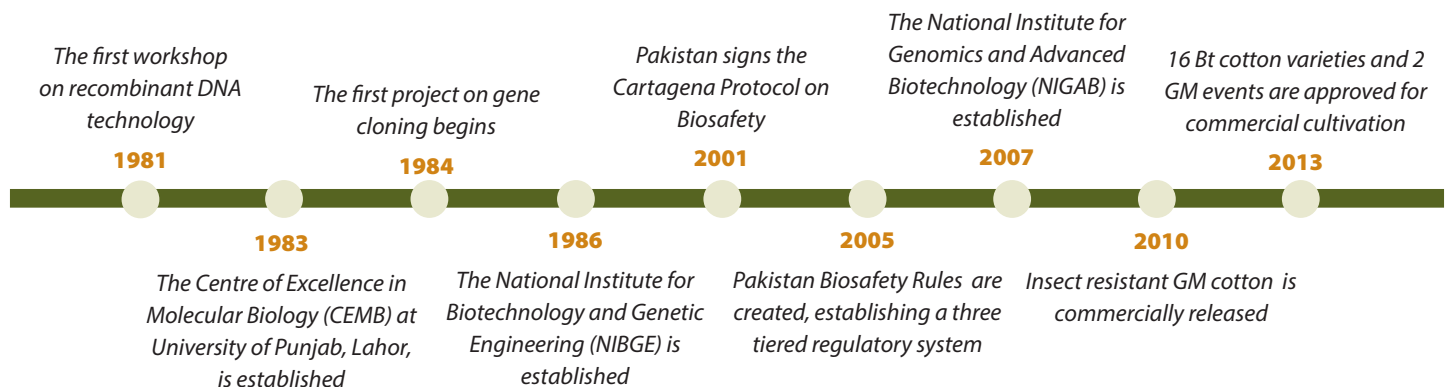 The first workshop
on recombinant DNA
technology
1981
The Centre of Excellence in
Molecular Biology (CEMB) at
University of Punjab, Lahor,
is established
1983
The first project on gene
cloning begins
1984
The National Institute for
Biotechnology and Genetic
Engineering (NIBGE) is
established
1986
Pakistan signs the
Cartagena Protocol on
Biosafety
2001
Pakistan Biosafety Rules are
created, establishing a three
tiered regulatory system
2005
The National Institute for
Genomics and Advanced
Biotechnology (NIGAB) is
established
2007
Insect resistant GM cotton is
commercially released
2010
16 Bt cotton varieties and 2
GM events are approved for
commercial cultivation
2013